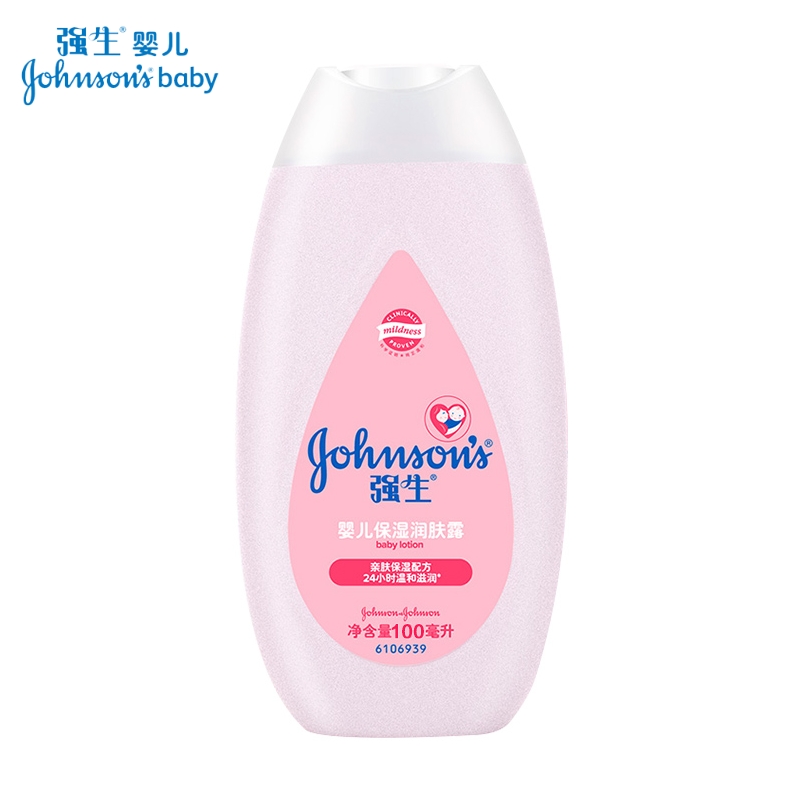 强生® 婴儿
Johnson's® baby
CLINICALLY
mildness
PROVEN
Johnson's®
强生®
婴儿保湿润肤露
baby lotion
亲肤保湿配方
24小时温和滋润*
Johnson & Johnson
净含量100毫升
6106939